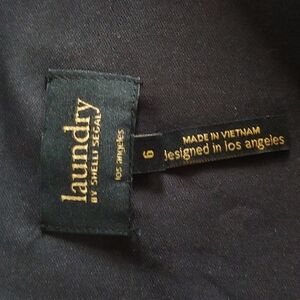 laundry
BY SHELLI SEGAL
los angeles
6
MADE IN VIETNAM
designed in los angeles